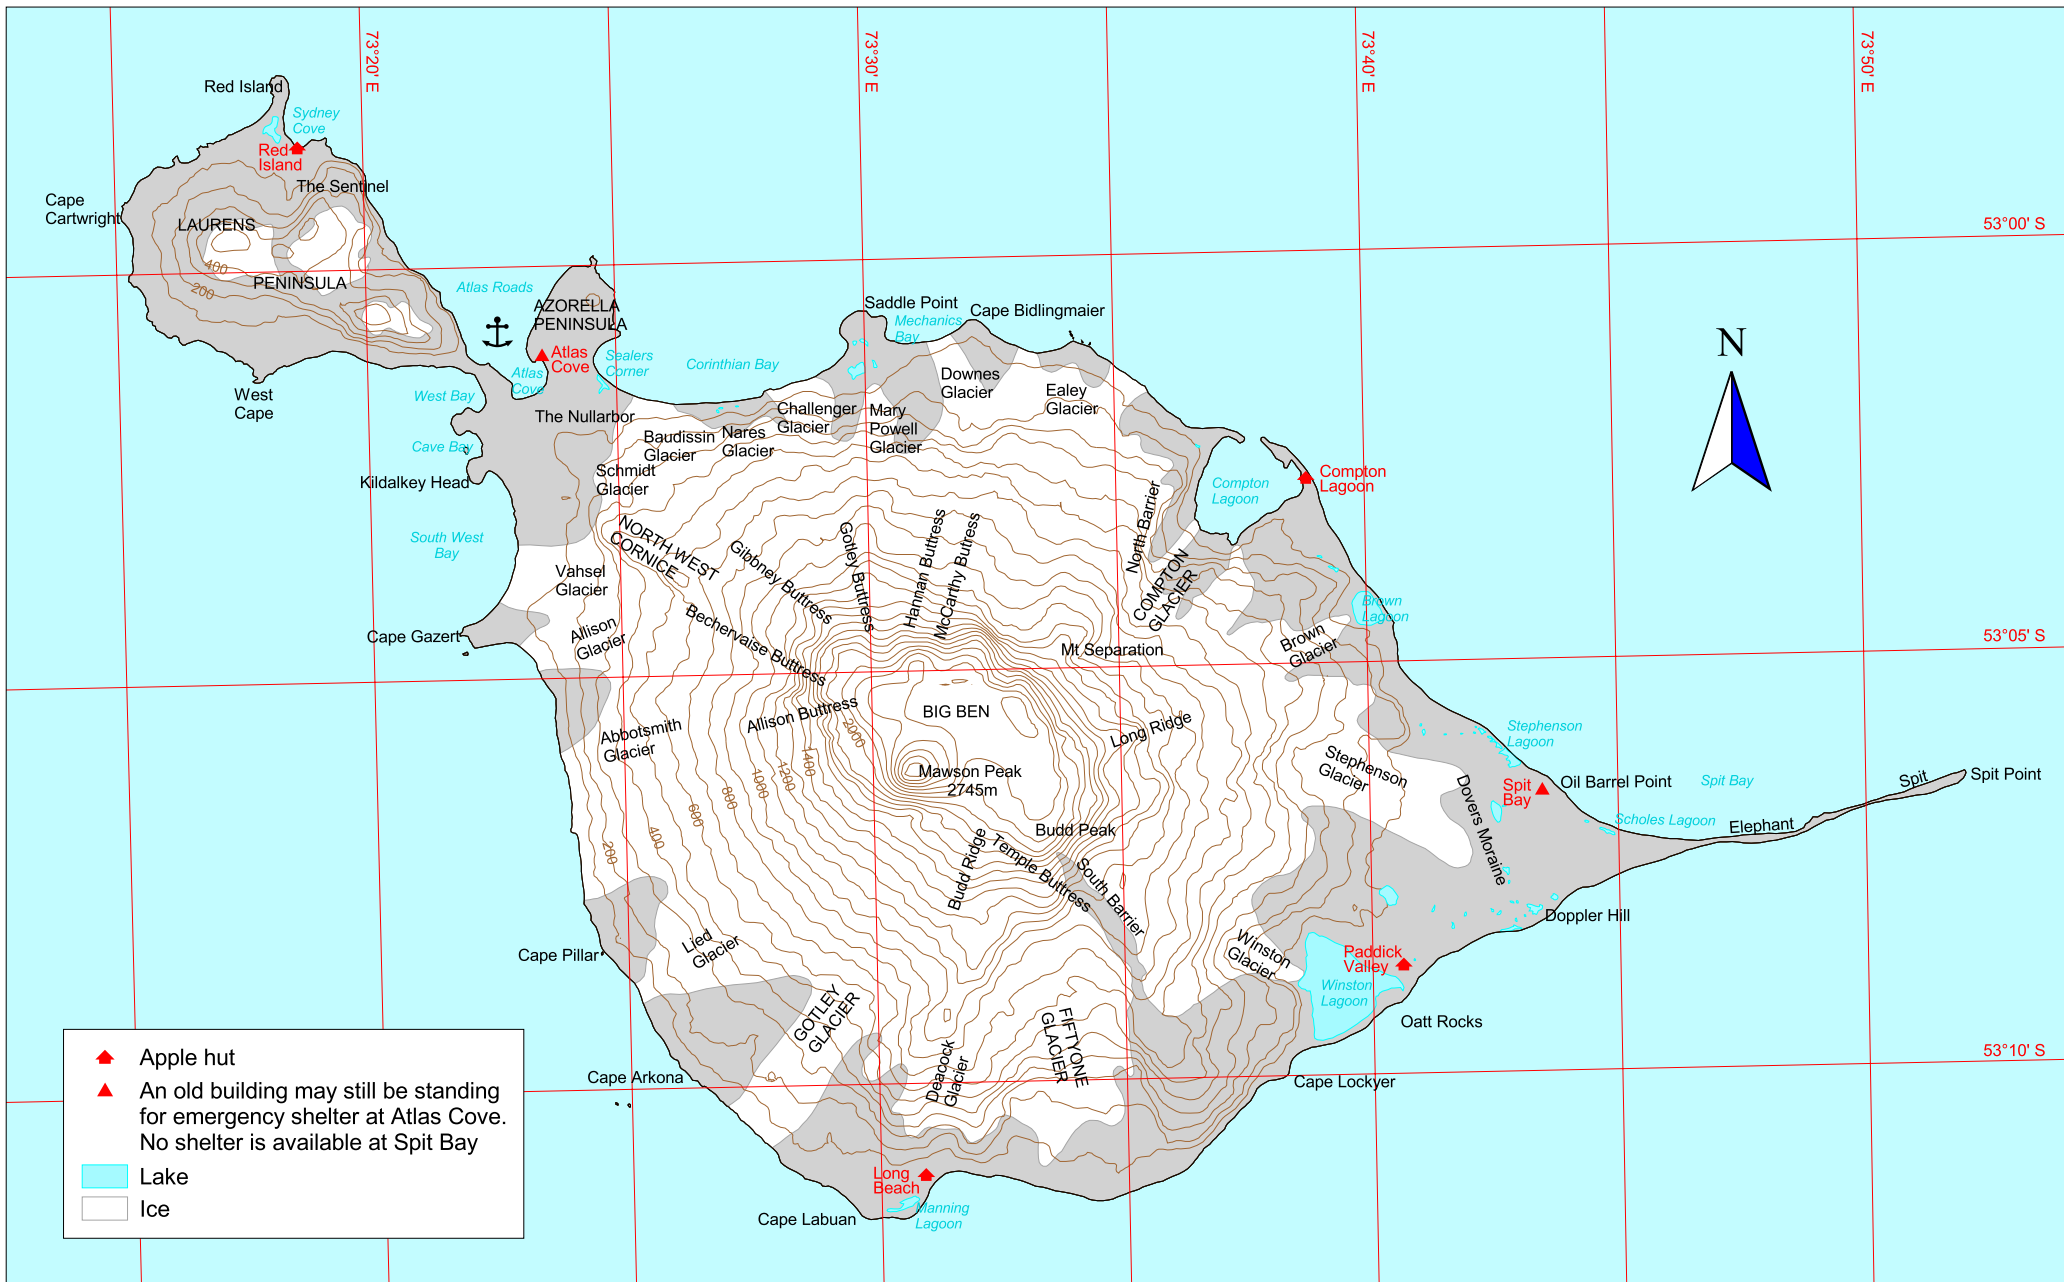 73°20' E
73°30' E
73°40' E
73°50' E
Red Island
Sydney
Cove
Red
Island
The Sentinel
Cape
Cartwright
LAURENS
400
PENINSULA
200
53°00' S
Atlas Roads
AZORELLA
PENINSULA
Saddle Point
Cape Bidlingmaier
Mechanics
Bay
N
Atlas
Cove
Atlas
Cove
Sealers
Corner
Corinthian Bay
West
Cape
West Bay
The Nullarbor
Downes
Glacier
Ealey
Glacier
Challenger
Glacier
Mary
Powell
Glacier
Baudissin
Glacier
Nares
Glacier
Cave Bay
Kildalkey Head
Schmidt
Glacier
Compton
Lagoon
Compton
Lagoon
South West
Bay
NORTH WEST
CORNICE
Gibbney Buttress
Gotley Buttress
Hannan Buttress
McCarthy Butress
North Barrier
COMPTON
GLACIER
Vahsel
Glacier
Brown
Lagoon
Cape Gazert
Allison
Glacier
Bechervaise Buttress
Mt Separation
Brown
Glacier
53°05' S
BIG BEN
Allison Buttress
Long Ridge
Abbotsmith
Glacier
2000
1400
1200
1000
800
600
400
200
Mawson Peak
2745m
Stephenson
Glacier
Stephenson
Lagoon
Dovers Moraine
Spit
Bay
Oil Barrel Point
Spit Bay
Spit
Spit Point
Scholes Lagoon
Elephant
Budd Peak
Budd Ridge
Temple Buttress
South Barrier
Doppler Hill
Lied
Glacier
Cape Pillar
Winston
Glacier
Paddick
Valley
Winston
Lagoon
Oatt Rocks
GOTLEY
GLACIER
FIFTYONE
GLACIER
Deacock
Glacier
53°10' S
Cape Arkona
Cape Lockyer
Long
Beach
Manning
Lagoon
Cape Labuan
Apple hut
An old building may still be standing
for emergency shelter at Atlas Cove.
No shelter is available at Spit Bay
Lake
Ice